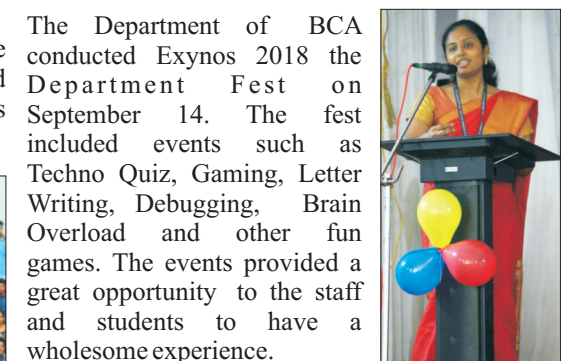 The Department of BCA
conducted Exynos 2018 the
Department Fest on
September 14. The fest
included events such as
Techno Quiz, Gaming, Letter
Writing, Debugging, Brain
Overload and other fun
games. The events provided a
great opportunity to the staff
and students to have a
wholesome experience.